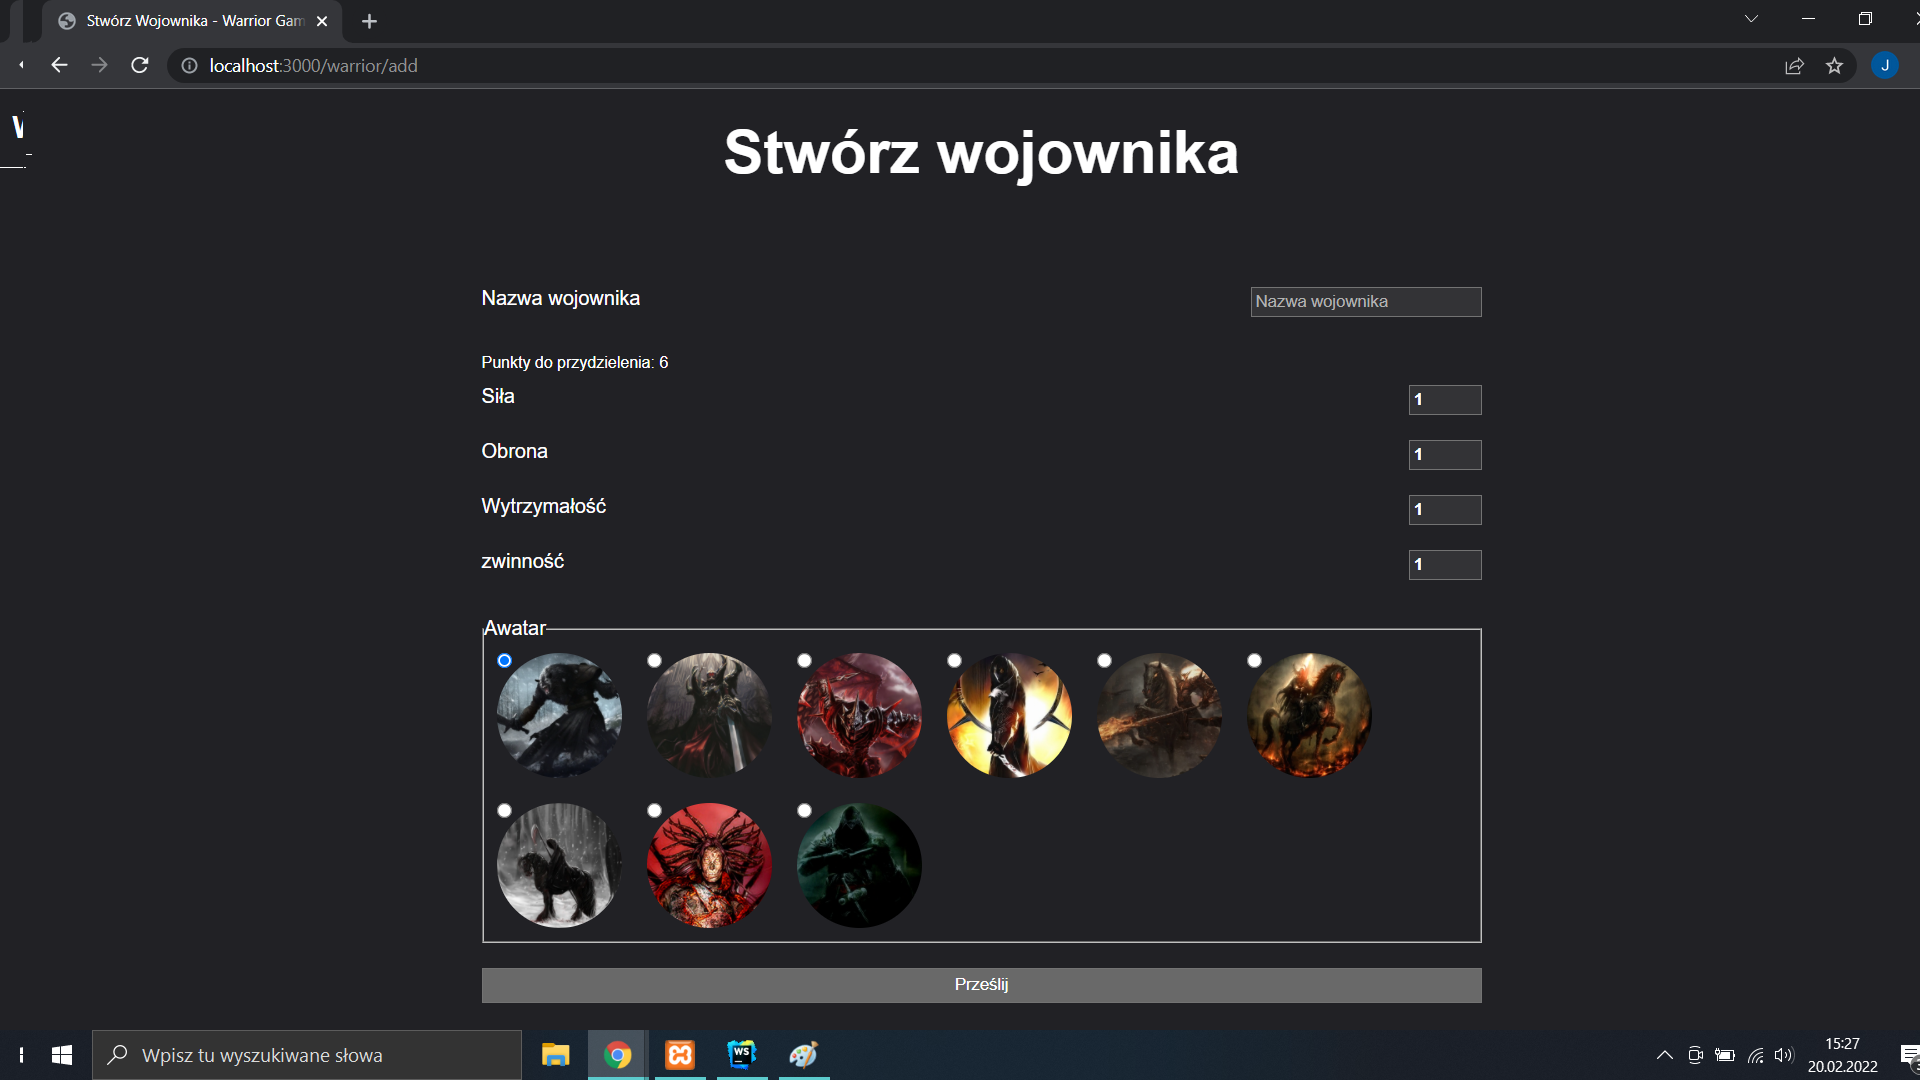 Stwórz Wojownika - Warrior Gam
localhost:3000/warrior/add
J
Stwórz wojownika
Nazwa wojownika
Nazwa wojownika
Punkty do przydzielenia: 6
Siła
1
Obrona
1
Wytrzymałość
1
zwinność
1
Awatar
Prześlij
Wpisz tu wyszukiwane słowa
WS
15:27
20.02.2022